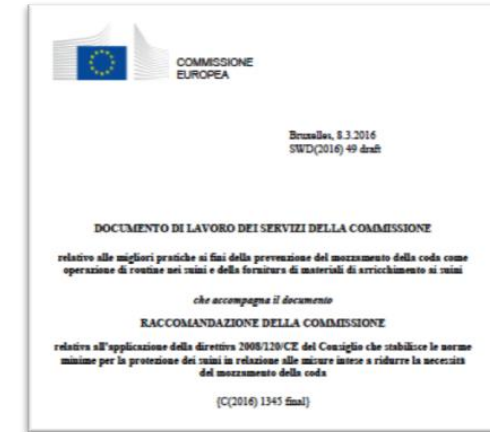 COMMISSIONE
EUROPEA
Bruxelles, 8.3.2016
SWD(2016) 49 draft
DOCUMENTO DI LAVORO DEI SERVIZI DELLA COMMISSIONE
relativo alle migliori pratiche ai fini della prevenzione del mozzamento della coda come
operazione di routine nei suini e della fornitura di materiali di arricchimento ai suini
che accompagna il documento
RACCOMANDAZIONE DELLA COMMISSIONE
relativa all'applicazione della direttiva 2008/120/CE del Consiglio che stabilisce le norme
minime per la protezione dei suini in relazione alle misure intese a ridurre la necessità
del mozzamento della coda
{C(2016) 1345 final}